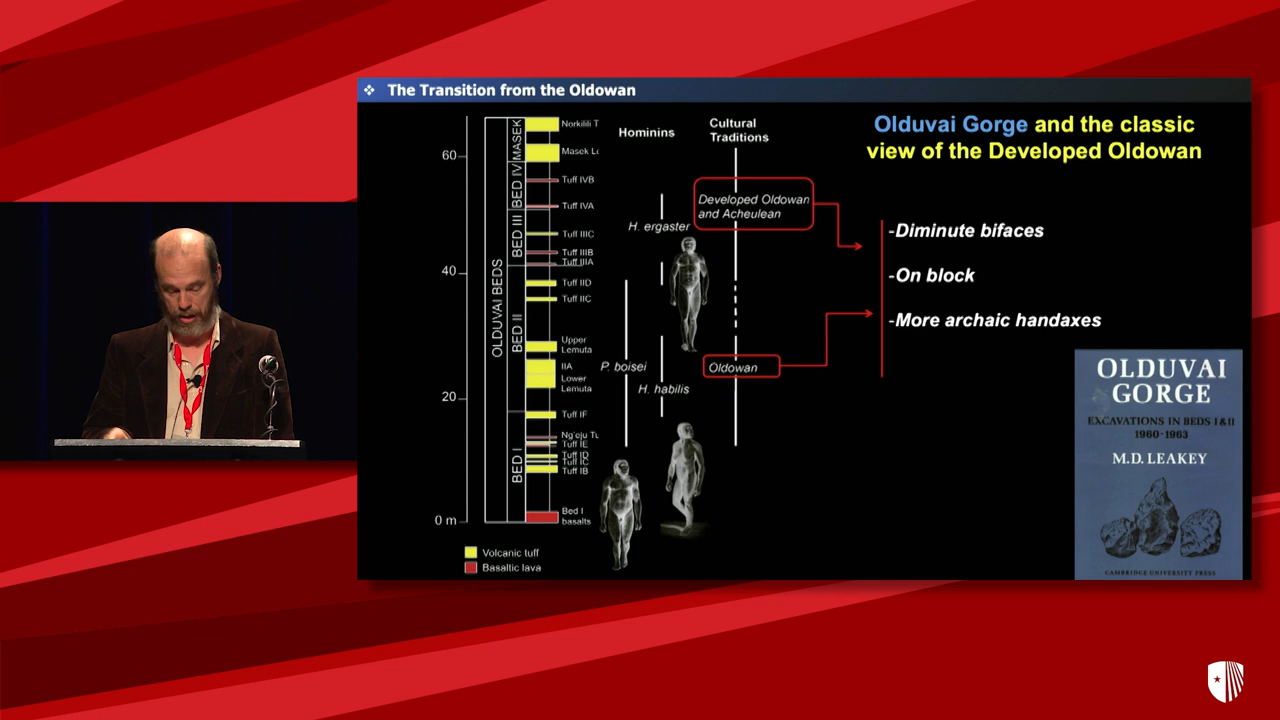 ❖ The Transition from the Oldowan
Olduvai Gorge and the classic
view of the Developed Oldowan
Hominins
Cultural
Traditions
60
40
20
0 m
OLDUVAI BEDS
MASEK
BED IV
BED III
BED II
BED I
Norkilili T
Masek Lo
Tuff IVB
Tuff IVA
Tuff IIIC
Tuff IIIB
Tuff IIIA
Tuff IID
Tuff IIC
Upper
Lemuta
IIA
Lower
Lemuta
Tuff IF
Ng'eju Tu
Tuff IE
Tuff ID
Tuff IC
Tuff IB
Bed I
basalts
H. ergaster
P. boisei
H. habilis
Developed Oldowan
and Acheulean
Oldowan
-Diminute bifaces
-On block
-More archaic handaxes
Volcanic tuff
Basaltic lava
OLDUVAI
GORGE
EXCAVATIONS IN BEDS I & II
1960-1963
M.D. LEAKEY
CAMBRIDGE UNIVERSITY PRESS